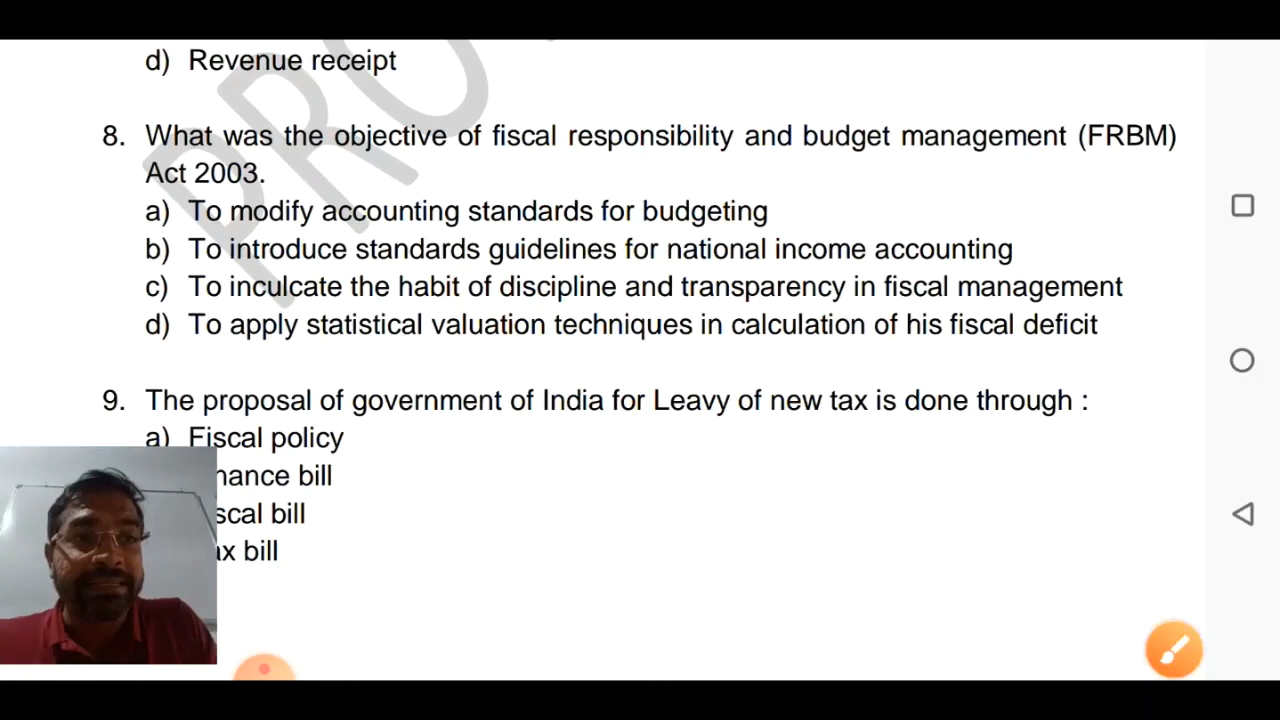 d) Revenue receipt
8. What was the objective of fiscal responsibility and budget management (FRBM)
Act 2003.
a) To modify accounting standards for budgeting
b) To introduce standards guidelines for national income accounting
c) To inculcate the habit of discipline and transparency in fiscal management
d) To apply statistical valuation techniques in calculation of his fiscal deficit
9. The proposal of government of India for Leavy of new tax is done through :
a) Fiscal policy
bill
bill
bill